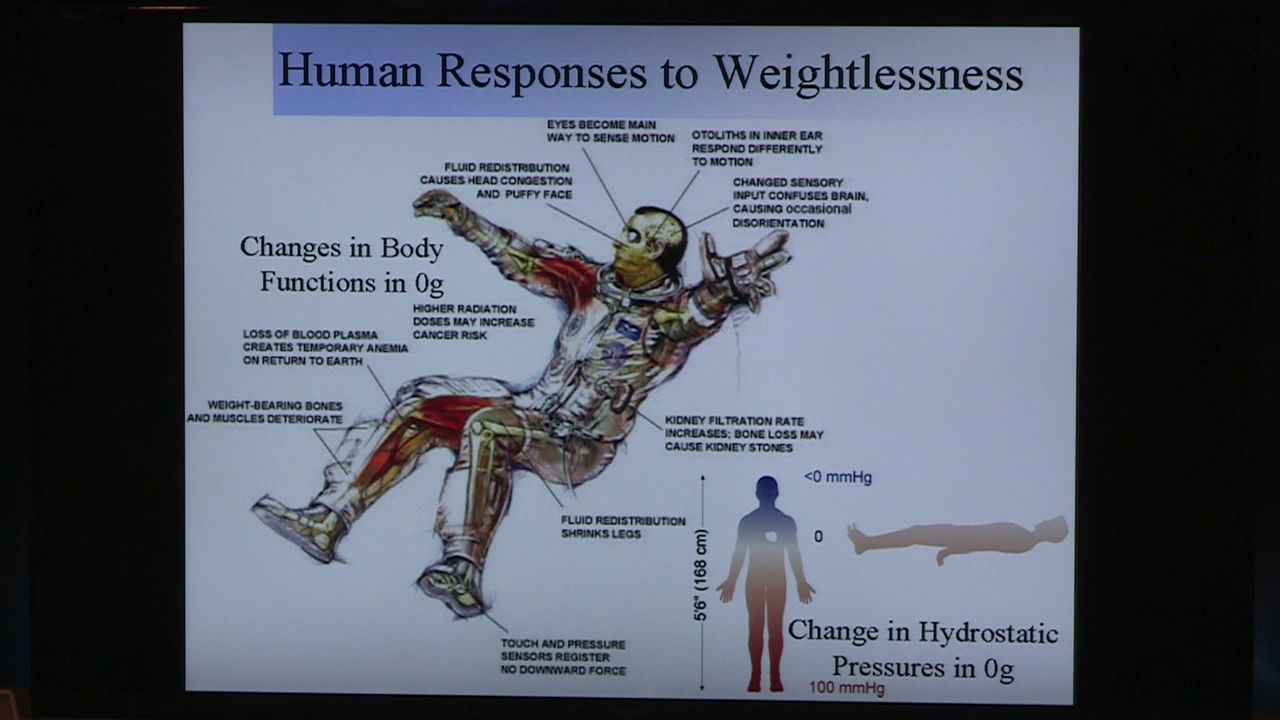 Human Responses to Weightlessness
EYES BECOME MAIN
WAY TO SENSE MOTION
OTOLITHS IN INNER EAR
RESPOND DIFFERENTLY
TO MOTION
FLUID REDISTRIBUTION
CAUSES HEAD CONGESTION
AND PUFFY FACE
CHANGED SENSORY
INPUT CONFUSES BRAIN,
CAUSING occasional
DISORIENTATION
Changes in Body
Functions in 0g
HIGHER RADIATION
DOSES MAY INCREASE
CANCER RISK
LOSS OF BLOOD PLASMA
CREATES TEMPORARY ANEMIA
ON RETURN TO EARTH
WEIGHT-BEARING BONES
AND MUSCLES DETERIORATE
KIDNEY FILTRATION RATE
INCREASES; BONE LOSS MAY
CAUSE KIDNEY STONES
FLUID REDISTRIBUTION
SHRINKS LEGS
TOUCH AND PRESSURE
SENSORS REGISTER
NO DOWNWARD FORCE
<0 mmHg
0
5'6" (168 cm)
Change in Hydrostatic
Pressures in 0g
100 mmHg